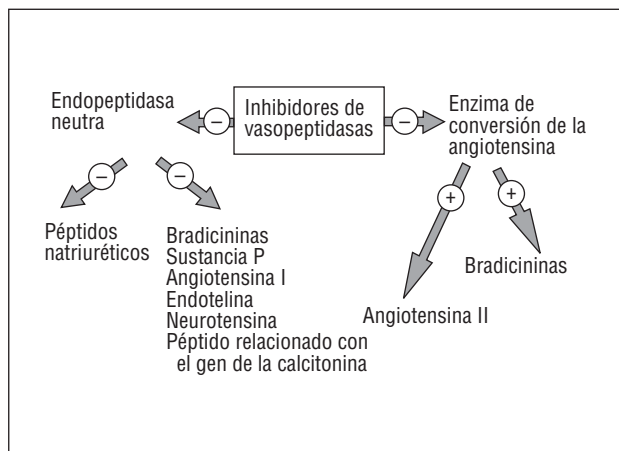 Endopeptidasa
neutra
−
Inhibidores de
vasopeptidasas
−
Enzima de
conversión de la
angiotensina
−
−
+
+
Péptidos
natriuréticos
Bradicininas
Sustancia P
Angiotensina I
Endotelina
Neurotensina
Péptido relacionado con
el gen de la calcitonina
Angiotensina II
Bradicininas